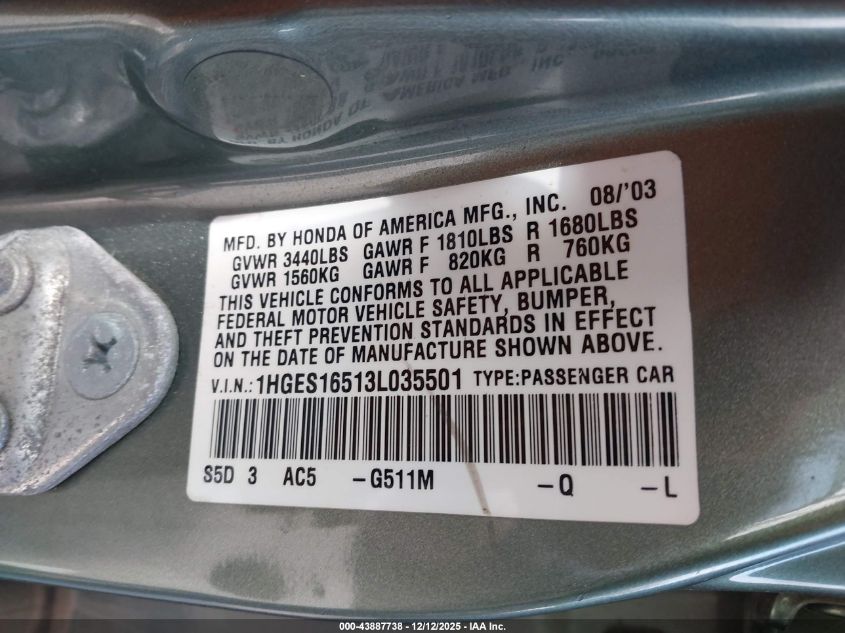 MFD. BY HONDA OF AMERICA MFG., INC. 08/'03
GVWR 3440LBS GAWR F 1810LBS R 1680LBS
GVWR 1560KG GAWR F 820KG R 760KG
THIS VEHICLE CONFORMS TO ALL APPLICABLE
FEDERAL MOTOR VEHICLE SAFETY, BUMPER,
AND THEFT PREVENTION STANDARDS IN EFFECT
ON THE DATE OF MANUFACTURE SHOWN ABOVE.
V.I.N.: 1HGES16513L035501 TYPE:PASSENGER CAR
S5D 3 AC5 -G511M -Q -L
000-43887738 - 12/12/2025 - IAA Inc.